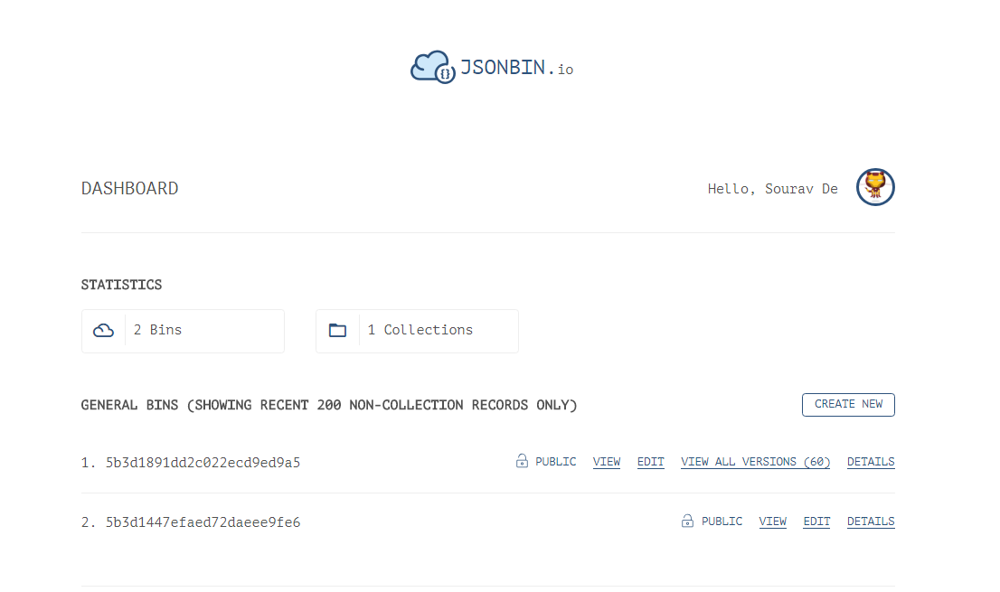 JSONBIN.io
DASHBOARD
Hello, Sourav De
STATISTICS
2 Bins
1 Collections
GENERAL BINS (SHOWING RECENT 200 NON-COLLECTION RECORDS ONLY)
CREATE NEW
1. 5b3d1891dd2c022ecd9ed9a5 PUBLIC VIEW EDIT VIEW ALL VERSIONS (60) DETAILS
2. 5b3d1447efaed72daeee9fe6 PUBLIC VIEW EDIT DETAILS